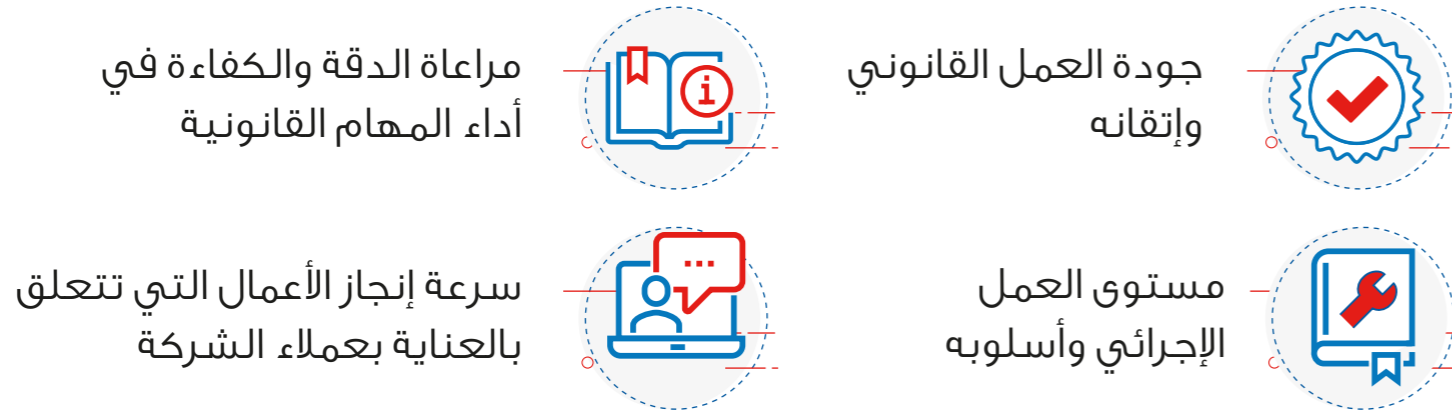 جودة العمل القانوني
وإتقانه
مراعاة الدقة والكفاءة في
أداء المهام القانونية
مستوى العمل
الإجرائي وأسلوبه
سرعة إنجاز الأعمال التي تتعلق
بالعناية بعملاء الشركة